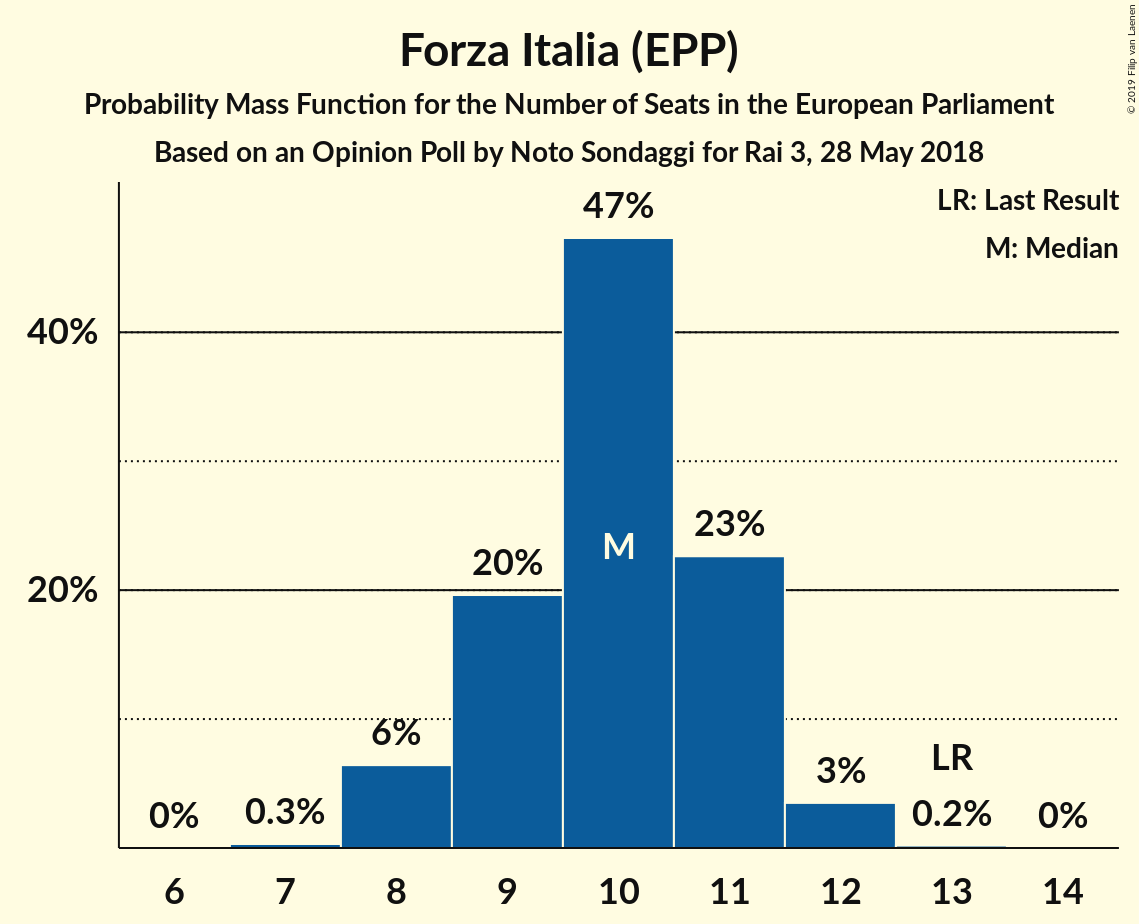 Forza Italia (EPP)
Probability Mass Function for the Number of Seats in the European Parliament
Based on an Opinion Poll by Noto Sondaggi for Rai 3, 28 May 2018
© 2019 Filip van Laenen
LR: Last Result
M: Median
47%
40%
23%
M
20%
20%
6%
LR
3%
0%
0.3%
0.2%
0%
6 7 8 9 10 11 12 13 14